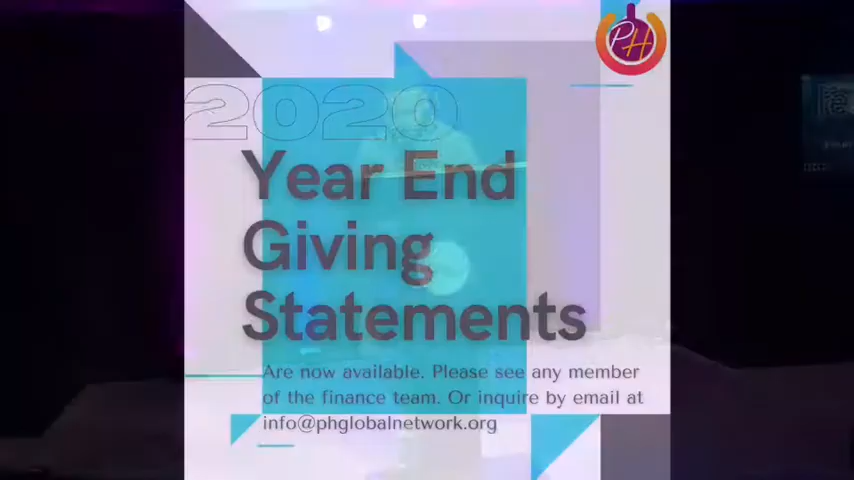 PH
2020
Year End
Giving
Statements
Are now available. Please see any member
of the finance team. Or inquire by email at
info@phglobalnetwork.org